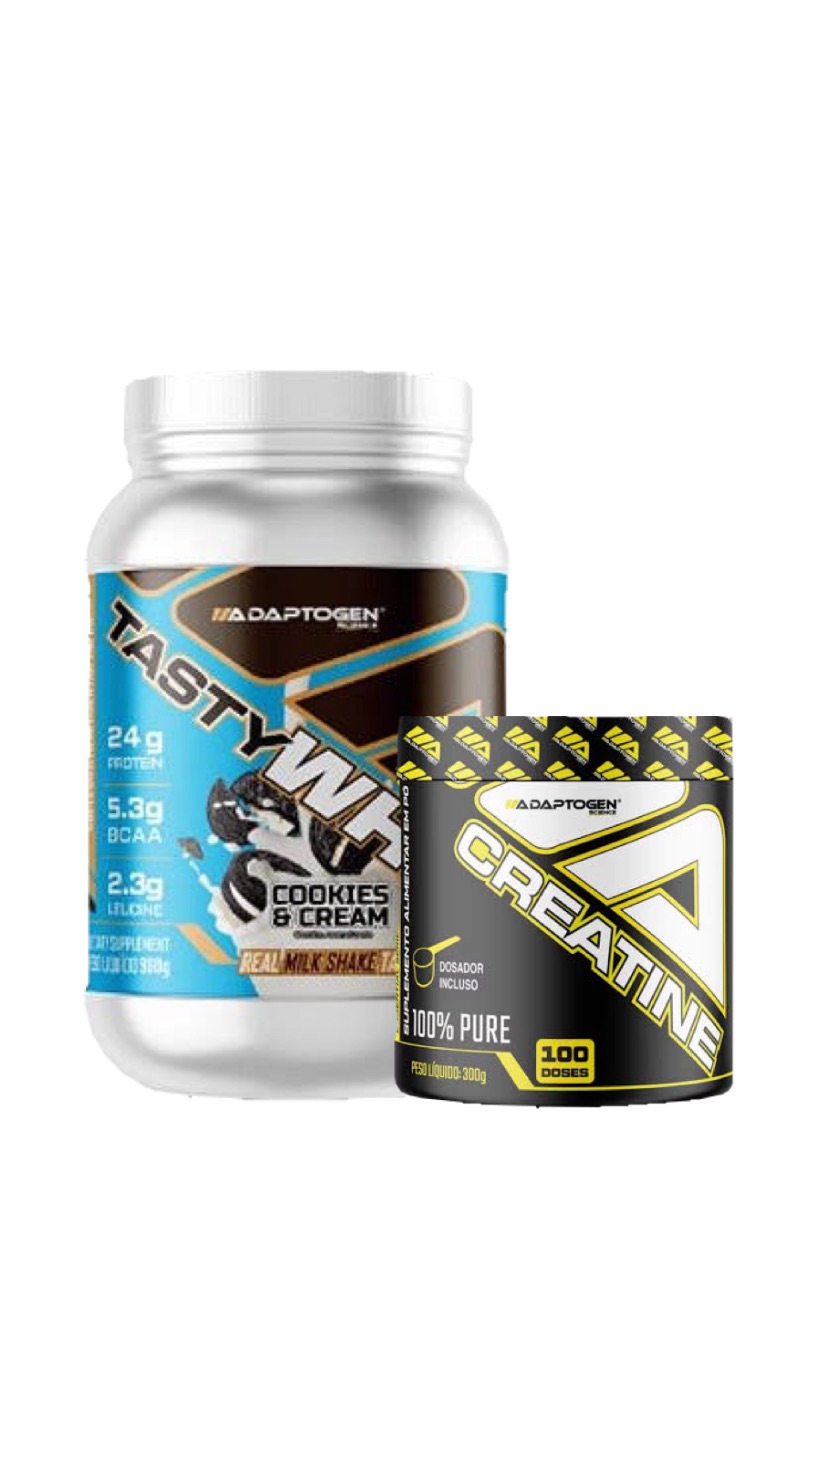 ADAPTOGEN
SCIENCE
TASTY
WH
24g
PROTEIN
5.3g
BCAA
2.3g
LEUCINE
COOKIES
& CREAM
REAL MILK SHAKE
ADAPTOGEN
SCIENCE
CREATINE
SUPLEMENTO ALIMENTAR EM PÓ
DOSADOR
INCLUSO
100% PURE
PESO LÍQUIDO: 300g
100
DOSES